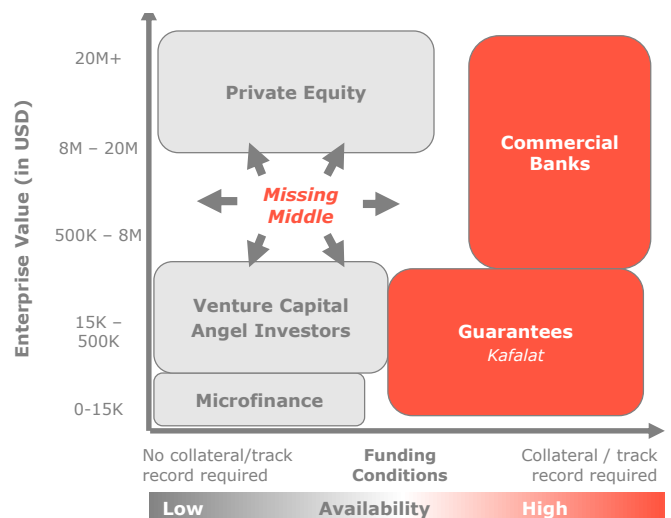 Enterprise Value (in USD)
20M+
8M – 20M
500K – 8M
15K –
500K
0-15K
Private Equity
Commercial
Banks
Missing
Middle
Venture Capital
Angel Investors
Guarantees
Kafalat
Microfinance
No collateral/track
record required
Funding
Conditions
Collateral / track
record required
Low
Availability
High